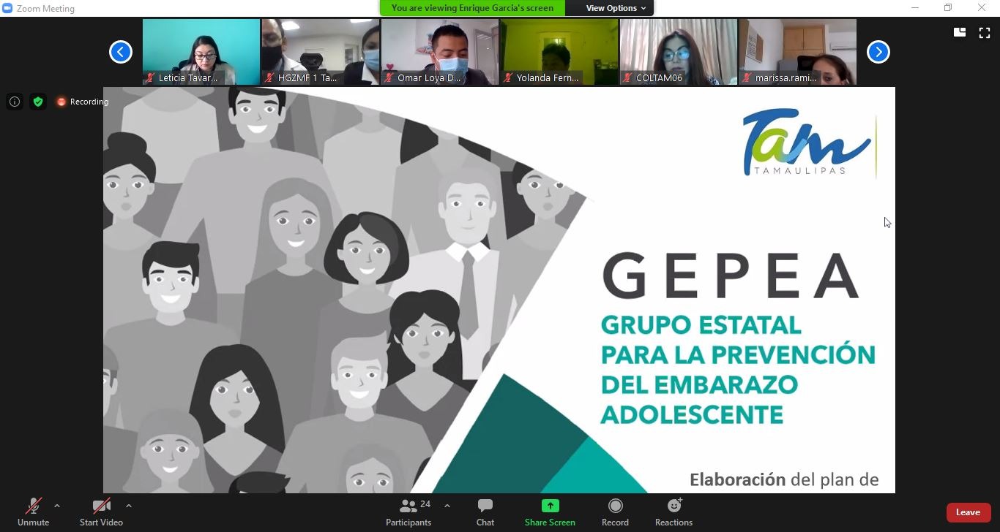 Zoom Meeting
You are viewing Enrique Garcia's screen
View Options
Leticia Tavar...
HGZMF 1 Ta...
Omar Loya D...
Yolanda Fern...
COLTAM06
marissa.rami...
Recording
Tam
TAMAULIPAS
GEPEA
GRUPO ESTATAL
PARA LA PREVENCIÓN
DEL EMBARAZO
ADOLESCENTE
Elaboración del plan de
Unmute
Start Video
24
Participants
Chat
Share Screen
Record
Reactions
Leave